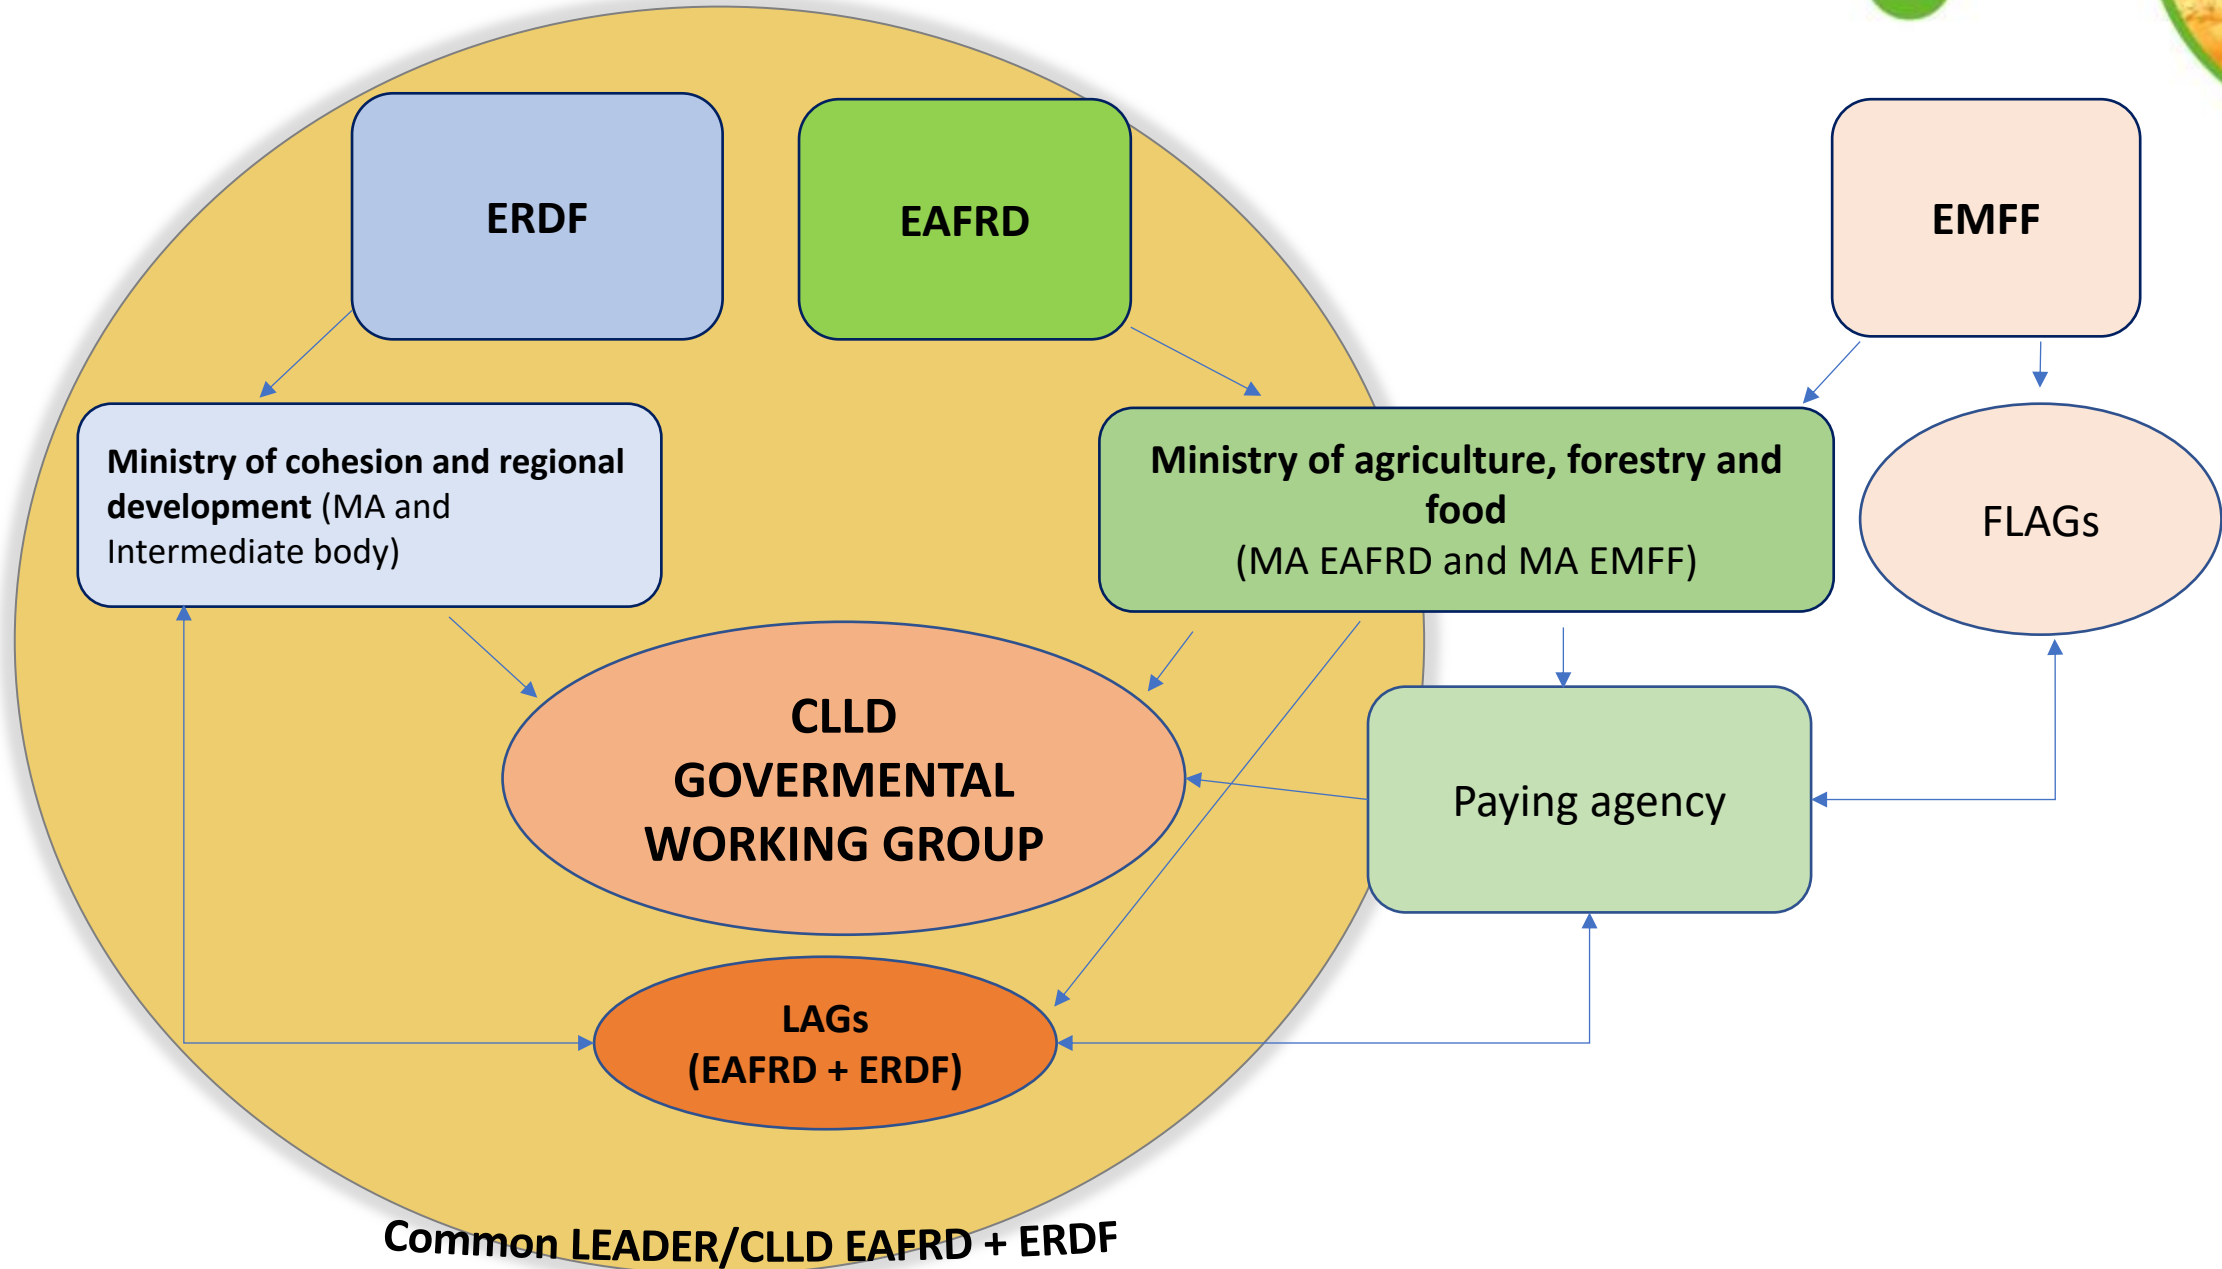 ERDF
EAFRD
EMFF
Ministry of cohesion and regional
development (MA and
Intermediate body)
Ministry of agriculture, forestry and
food
(MA EAFRD and MA EMFF)
FLAGs
CLLD
GOVERMENTAL
WORKING GROUP
Paying agency
LAGs
(EAFRD + ERDF)
Common LEADER/CLLD EAFRD + ERDF